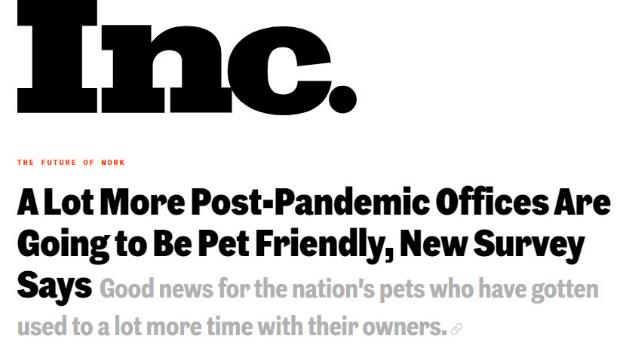 Inc.
THE FUTURE OF WORK
A Lot More Post-Pandemic Offices Are
Going to Be Pet Friendly, New Survey
Says Good news for the nation's pets who have gotten
used to a lot more time with their owners.